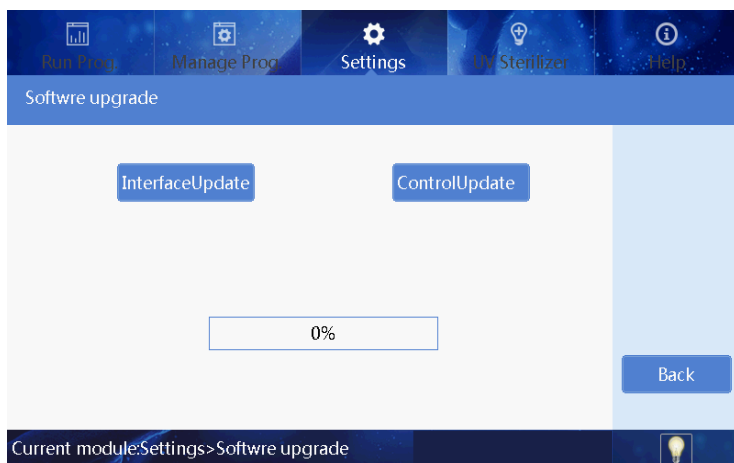 Run Prog Manage Prog Settings UV Sterilizer Help
Softwre upgrade
InterfaceUpdate ControlUpdate
0%
Back
Current module:Settings>Softwre upgrade